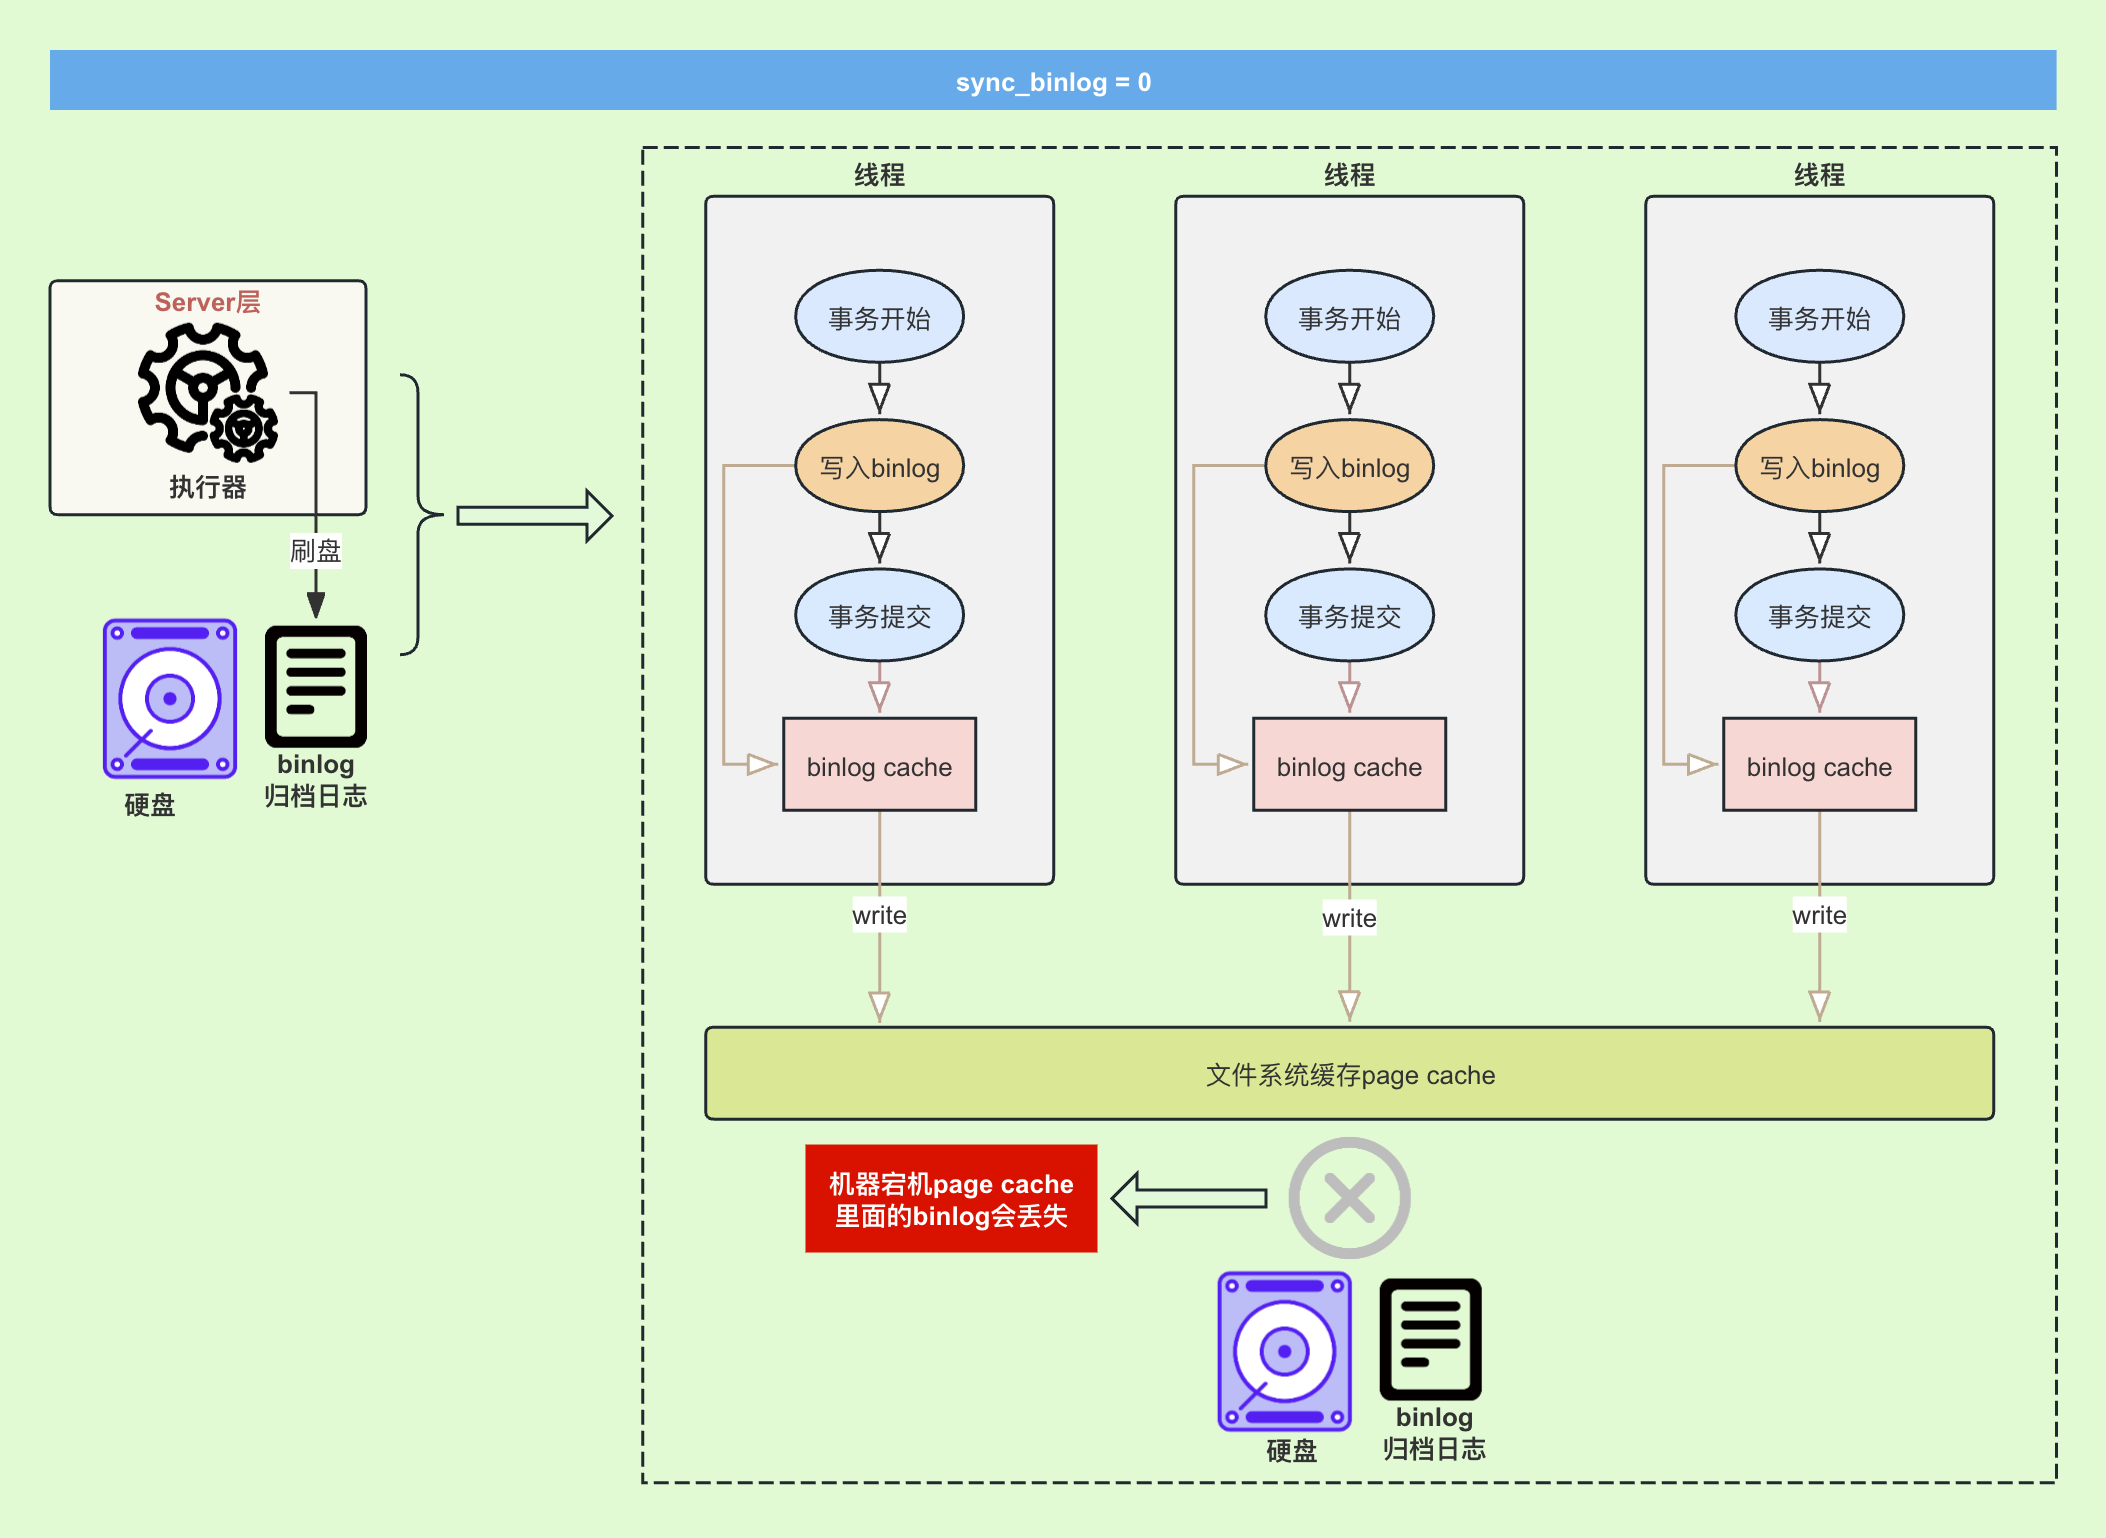 sync_binlog = 0
Server层
执行器
刷盘
硬盘
binlog
归档日志
线程
事务开始
写入binlog
事务提交
binlog cache
write
线程
事务开始
写入binlog
事务提交
binlog cache
write
线程
事务开始
写入binlog
事务提交
binlog cache
write
文件系统缓存page cache
机器宕机page cache
里面的binlog会丢失
硬盘
binlog
归档日志